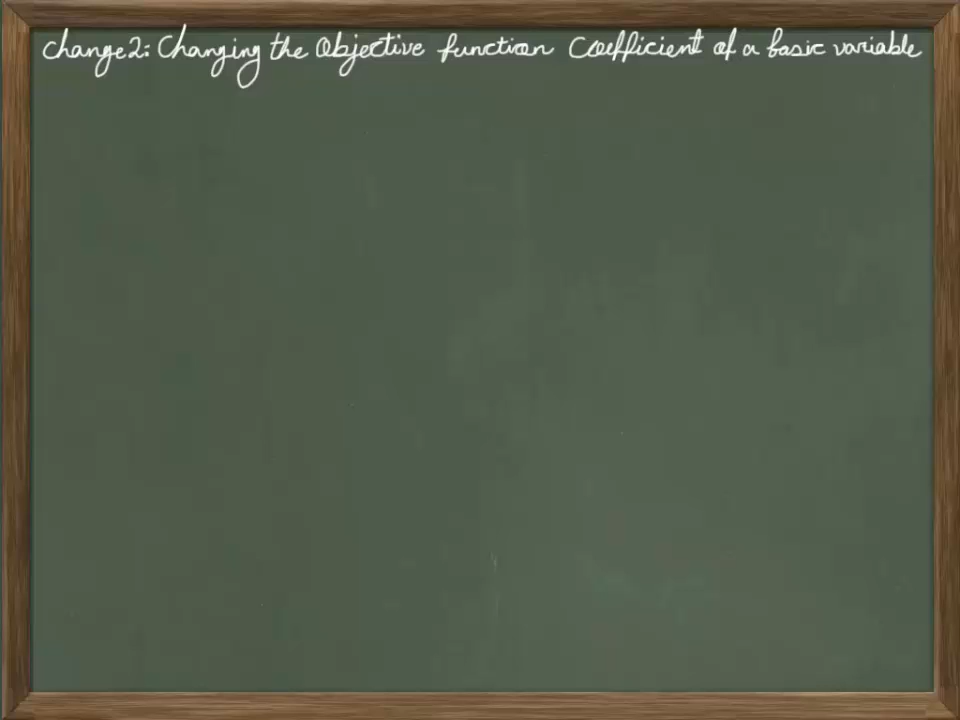 Change2: Changing the Objective function Coefficient of a basic variable